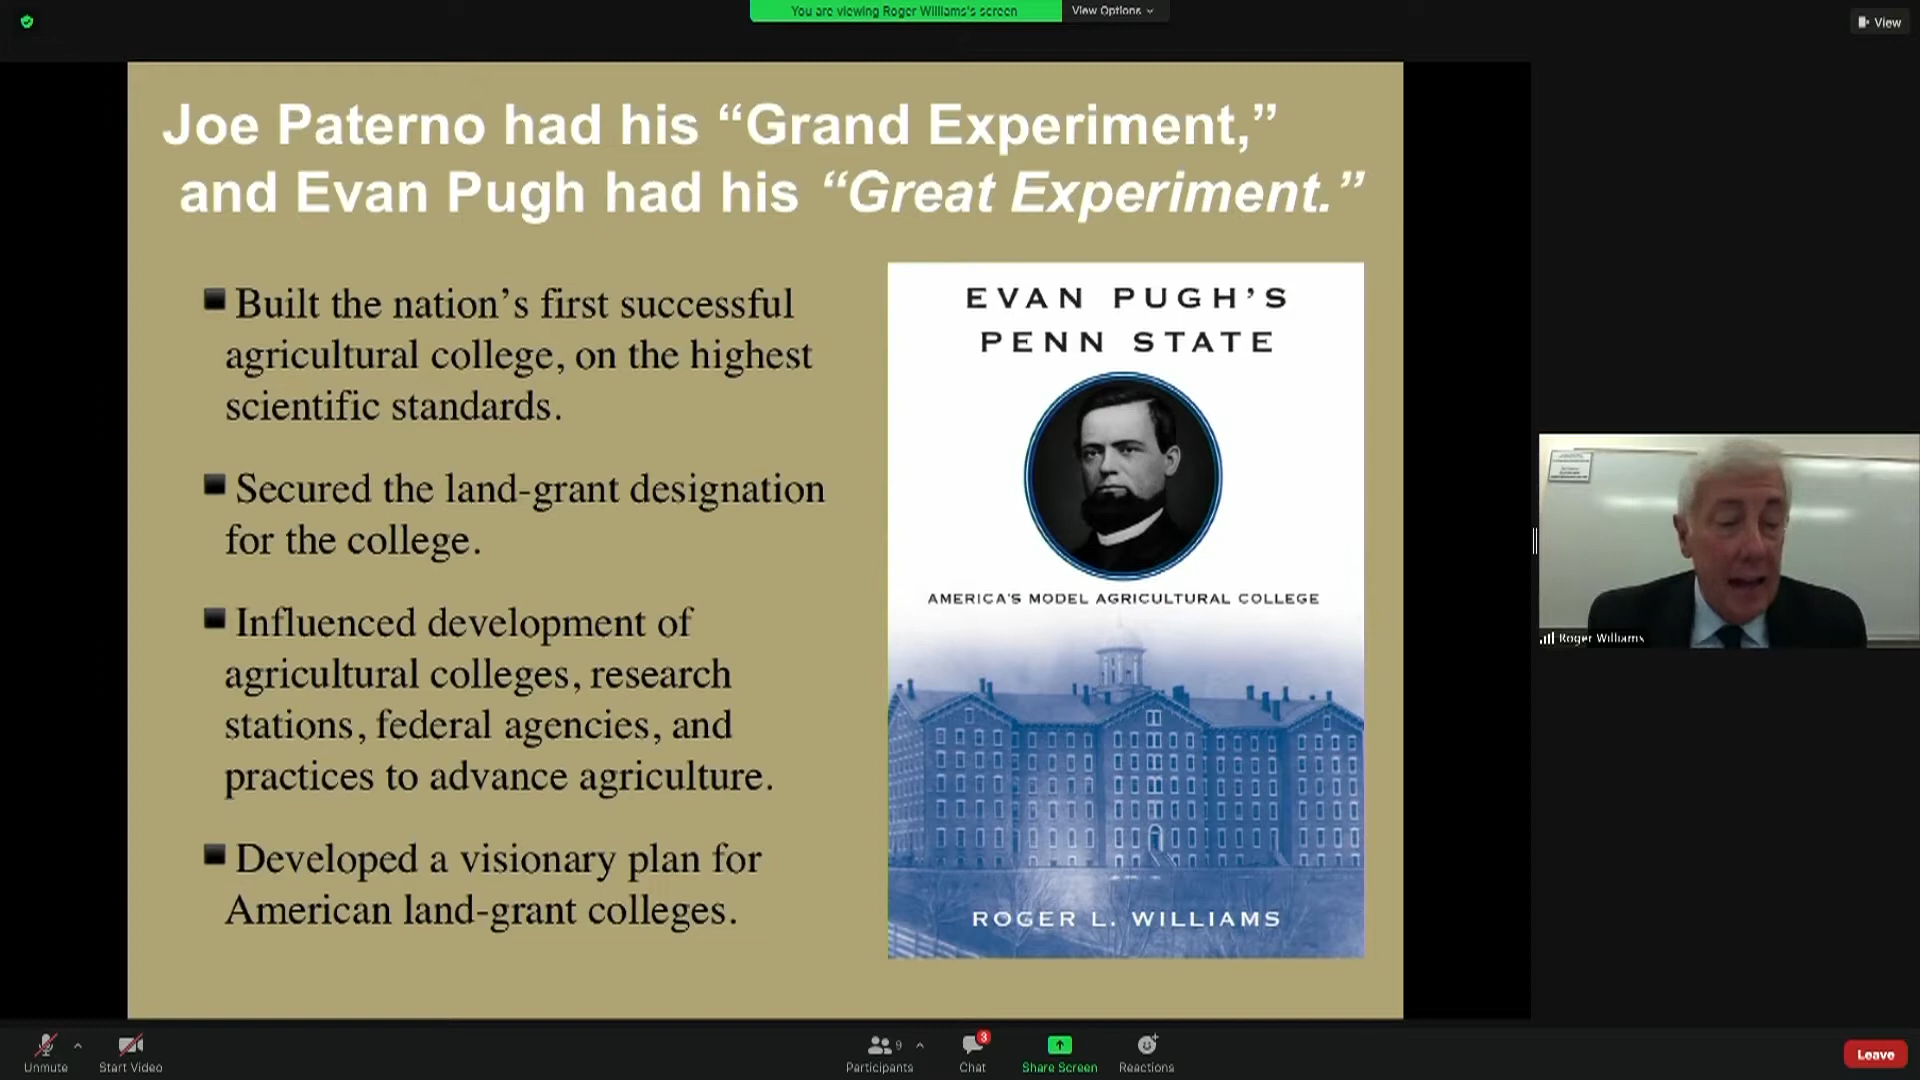 You are viewing Roger Williams's screen
View Options
View
Joe Paterno had his “Grand Experiment,”
and Evan Pugh had his “Great Experiment.”
Built the nation’s first successful
agricultural college, on the highest
scientific standards.
Secured the land-grant designation
for the college.
Influenced development of
agricultural colleges, research
stations, federal agencies, and
practices to advance agriculture.
Developed a visionary plan for
American land-grant colleges.
EVAN PUGH’S
PENN STATE
AMERICA’S MODEL AGRICULTURAL COLLEGE
ROGER L. WILLIAMS
Roger Williams
Unmute
Start Video
9
Participants
3
Chat
Share Screen
Reactions
Leave